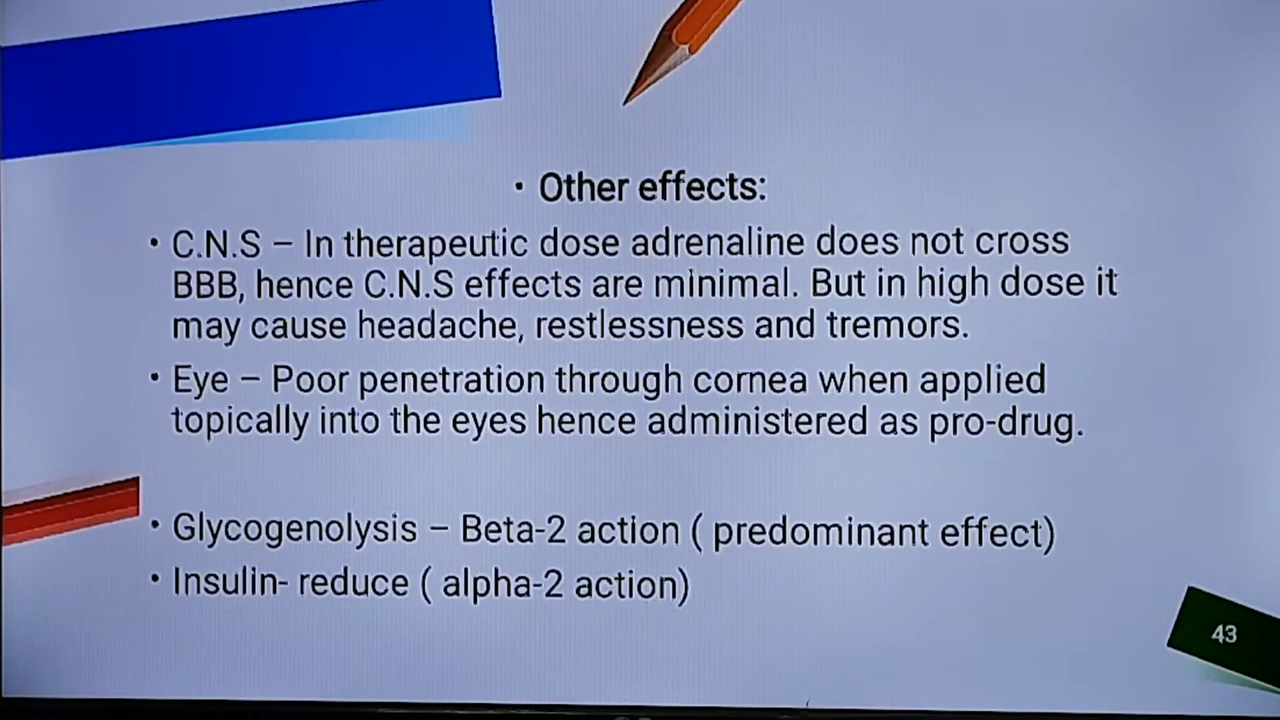 • Other effects:
• C.N.S – In therapeutic dose adrenaline does not cross
BBB, hence C.N.S effects are minimal. But in high dose it
may cause headache, restlessness and tremors.
• Eye – Poor penetration through cornea when applied
topically into the eyes hence administered as pro-drug.
• Glycogenolysis – Beta-2 action ( predominant effect)
• Insulin- reduce ( alpha-2 action)
43